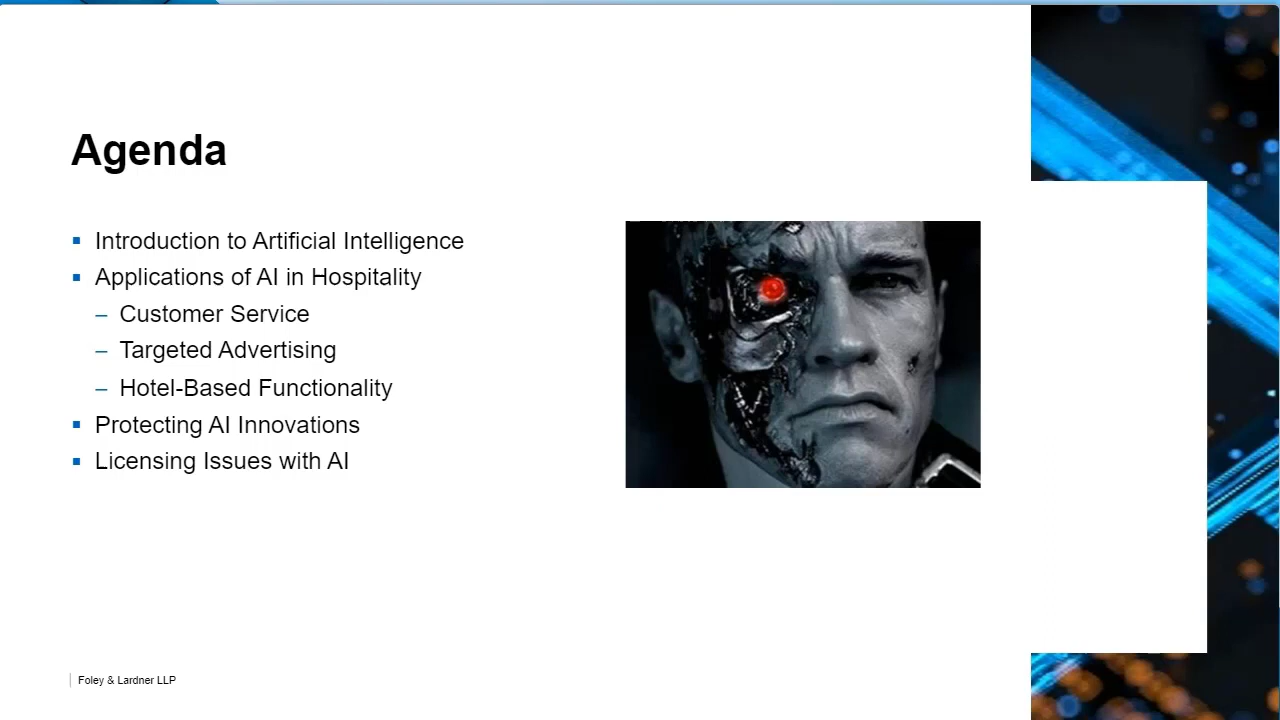 Agenda
▪ Introduction to Artificial Intelligence
▪ Applications of AI in Hospitality
– Customer Service
– Targeted Advertising
– Hotel-Based Functionality
▪ Protecting AI Innovations
▪ Licensing Issues with AI
Foley & Lardner LLP